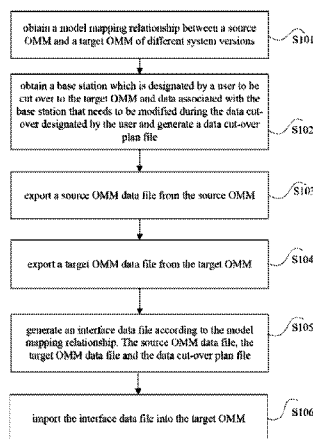 obtain a model mapping relationship between a source
OMM and a target OMM of different system versions
S101
obtain a base station which is designated by a user to be
cut over to the target OMM and data associated with the
base station that needs to be modified during the data cut-
over designated by the user and generate a data cut-over
plan file
S102
export a source OMM data file from the source OMM
S103
export a target OMM data file from the target OMM
S104
generate an interface data file according to the model
mapping relationship. The source OMM data file, the
target OMM data file and the data cut-over plan file
S105
import the interface data file into the target OMM
S106